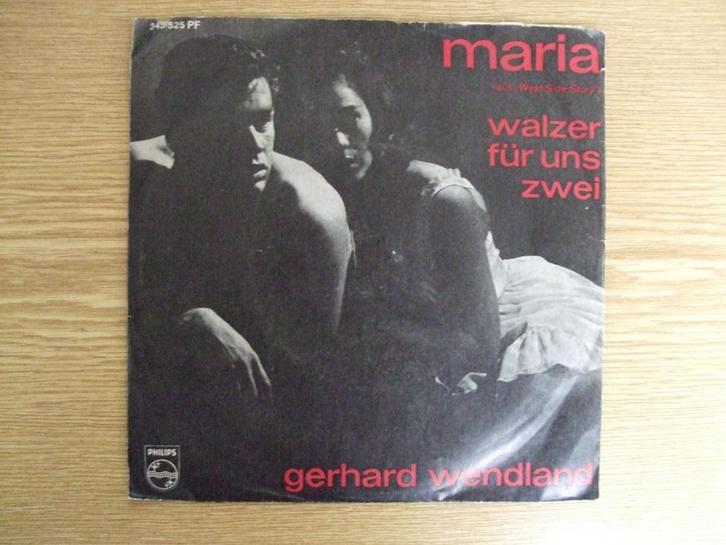 345 525 PF
maria
(aus „West Side Story")
walzer
für uns
zwei
PHILIPS
gerhard wendland